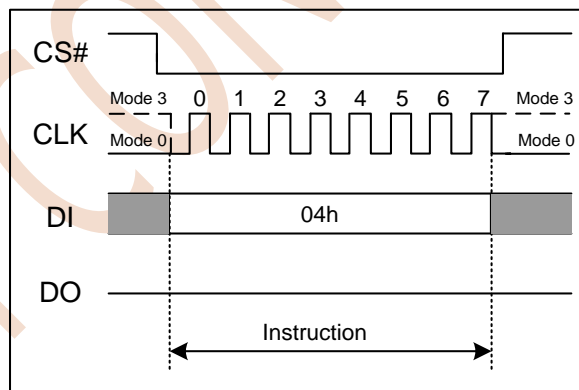 CS#
Mode 3 0 1 2 3 4 5 6 7 Mode 3
CLK
Mode 0 Mode 0
DI 04h
DO
Instruction